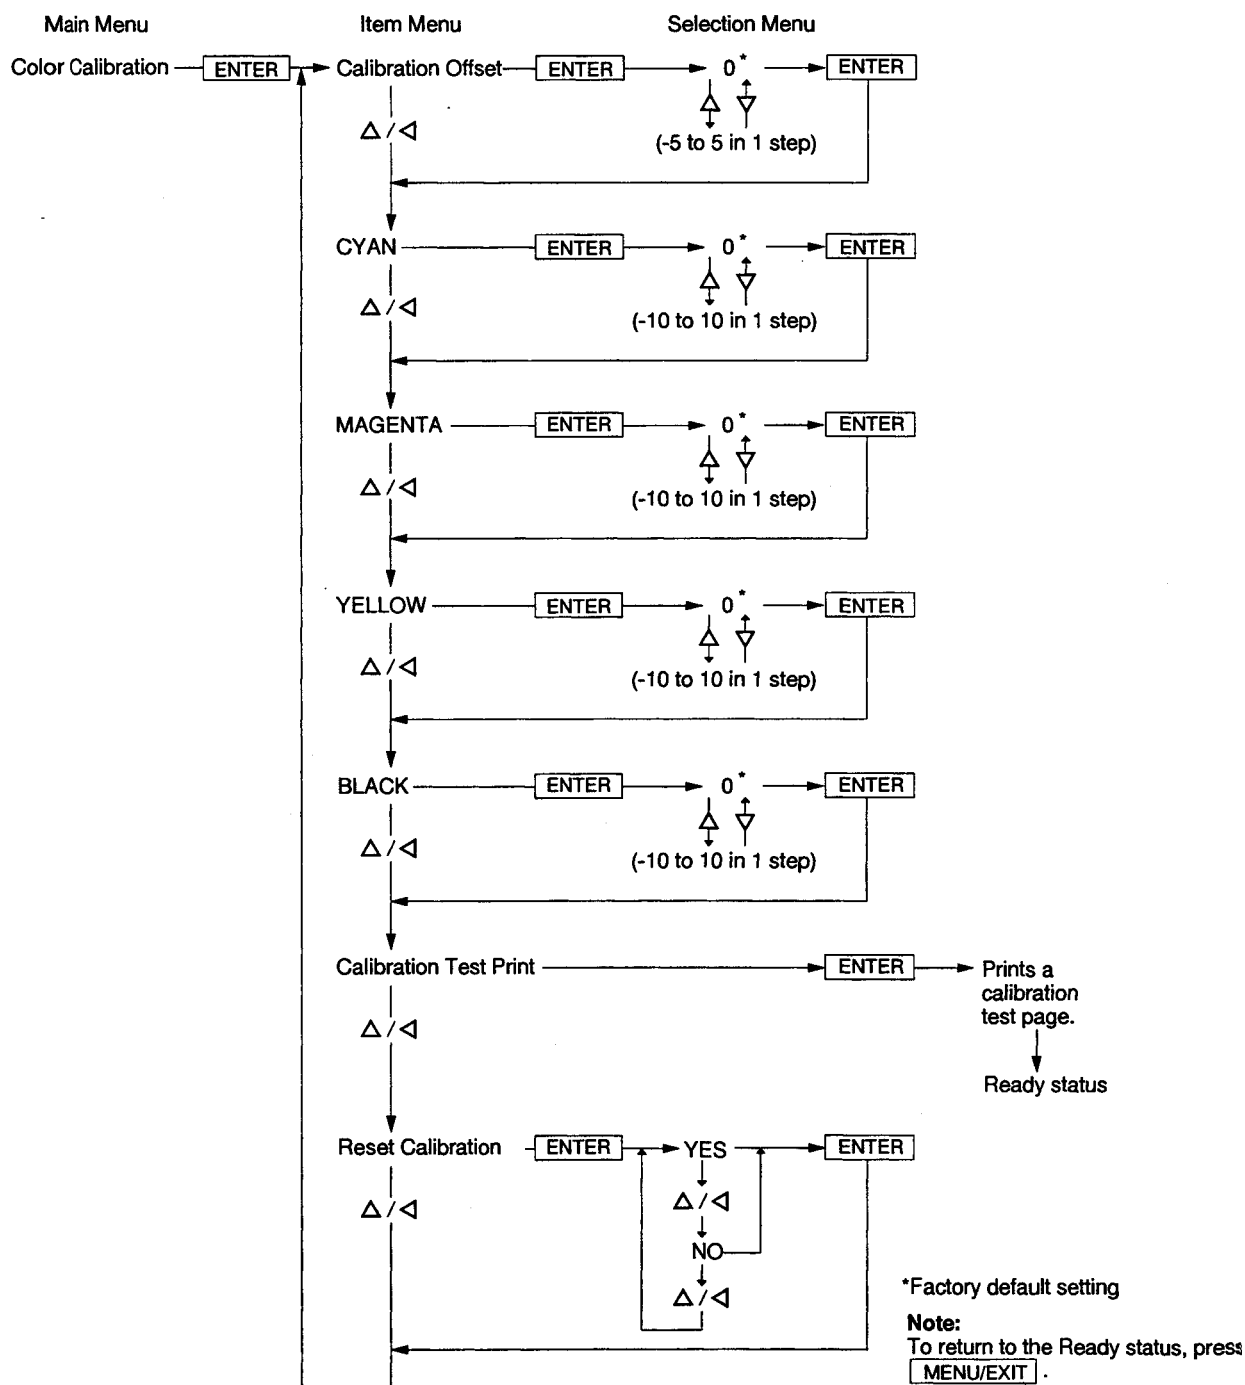 Main Menu Item Menu Selection Menu
Color Calibration ENTER Calibration Offset ENTER 0* ENTER
△ / ◁ △ ▽
(-5 to 5 in 1 step)
CYAN ENTER 0* ENTER
△ / ◁ △ ▽
(-10 to 10 in 1 step)
MAGENTA ENTER 0* ENTER
△ / ◁ △ ▽
(-10 to 10 in 1 step)
YELLOW ENTER 0* ENTER
△ / ◁ △ ▽
(-10 to 10 in 1 step)
BLACK ENTER 0* ENTER
△ / ◁ △ ▽
(-10 to 10 in 1 step)
Calibration Test Print ENTER Prints a
calibration
test page.
△ / ◁
Ready status
Reset Calibration ENTER YES ENTER
△ / ◁ △ / ◁
NO
△ / ◁
*Factory default setting
Note:
To return to the Ready status, press
MENU/EXIT .